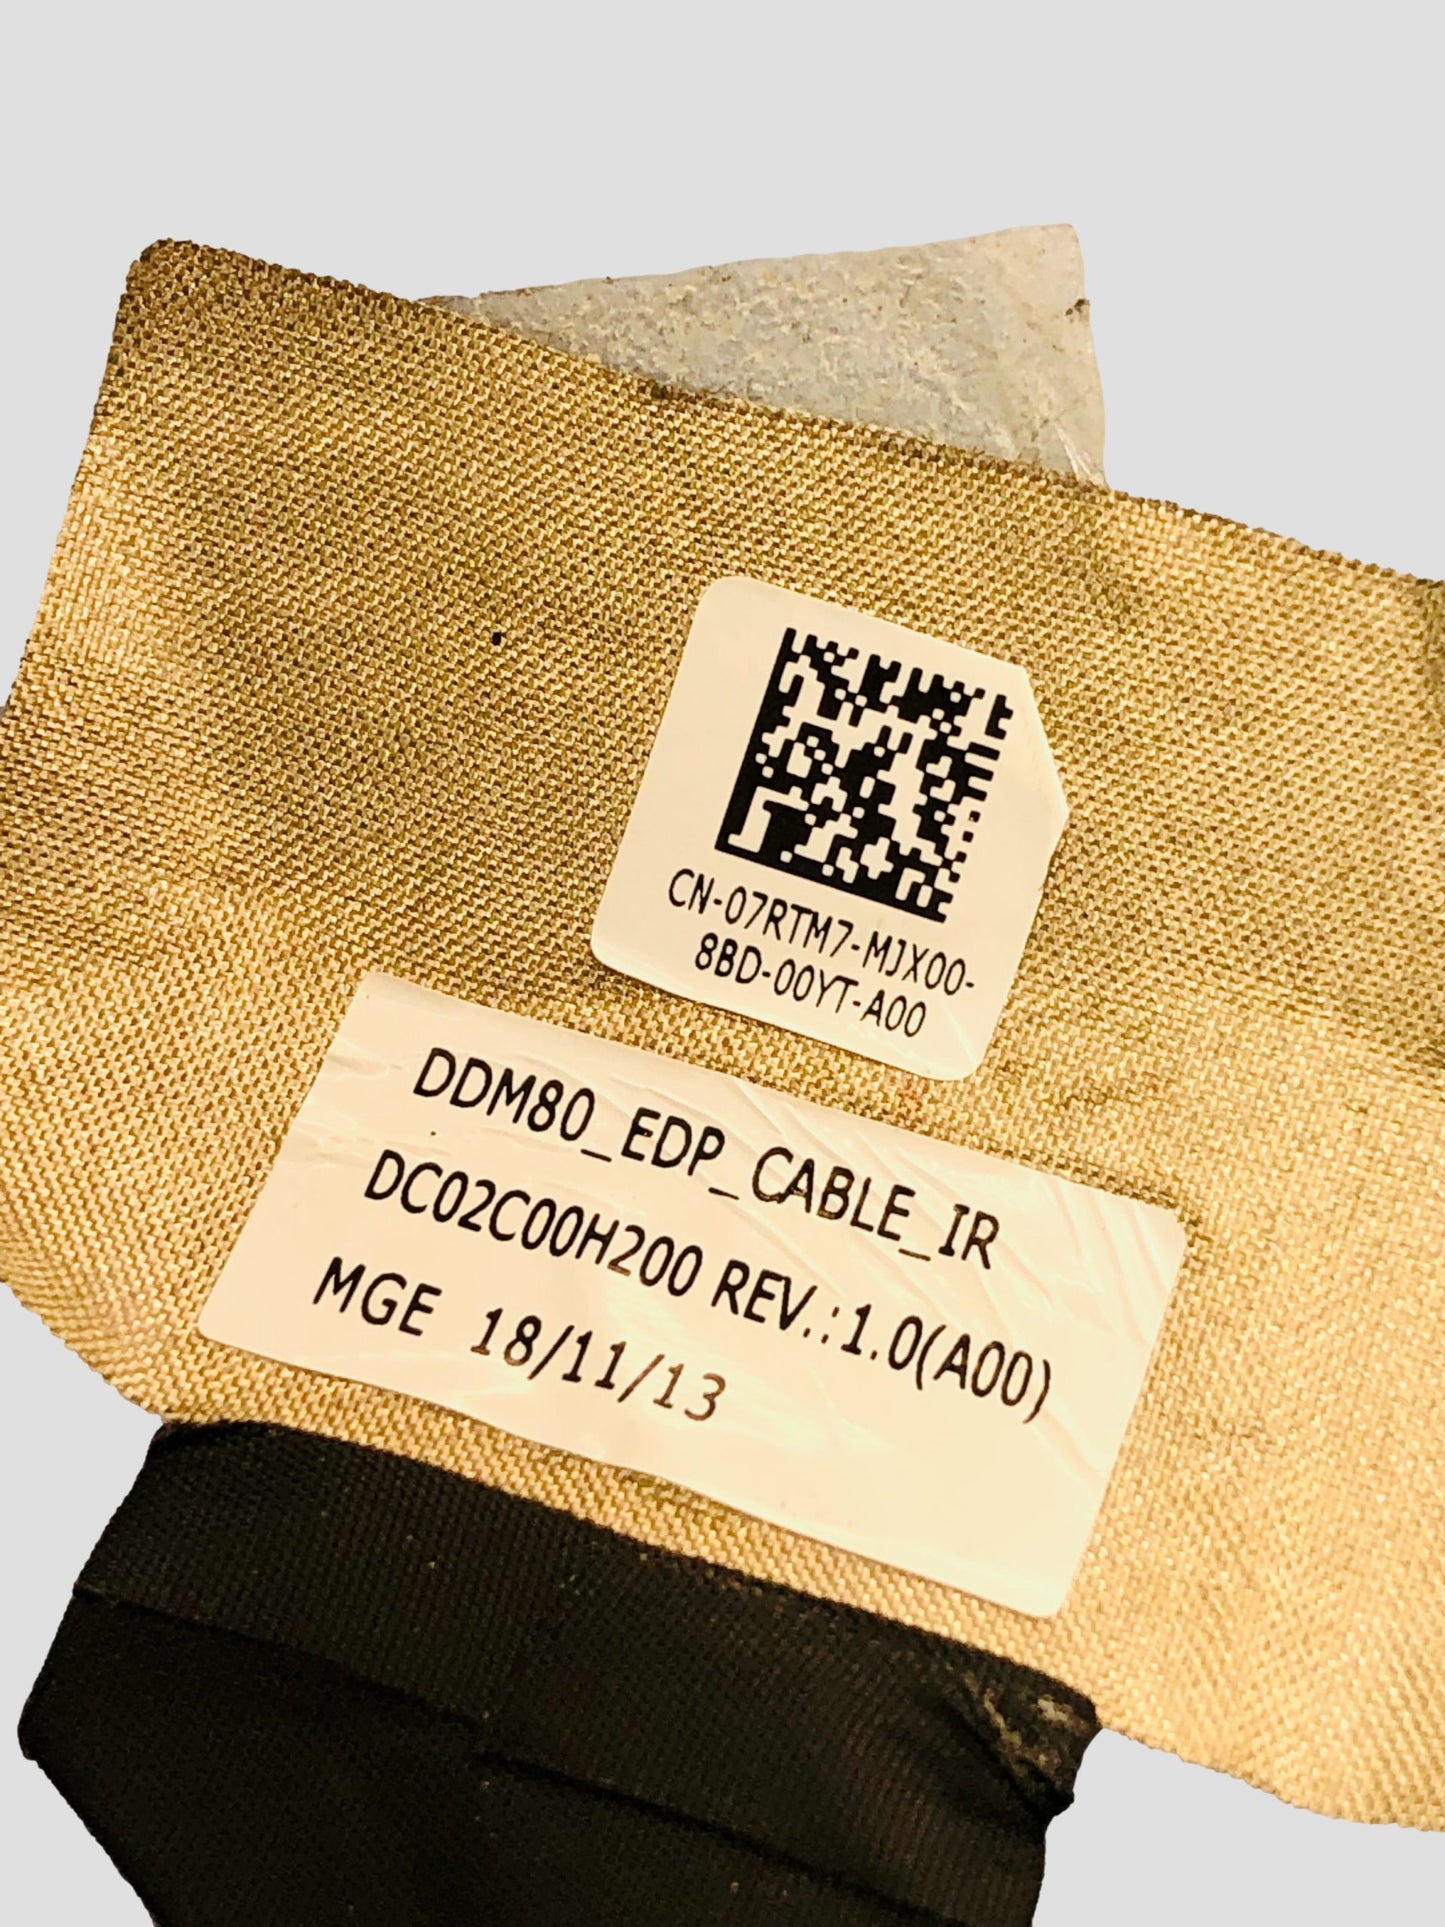 CN-07RTM7-MJX00-
8BD-00YT-A00
DDM80_EDP_CABLE_IR
DC02C00H200 REV.:1.0(A00)
MGE 18/11/13